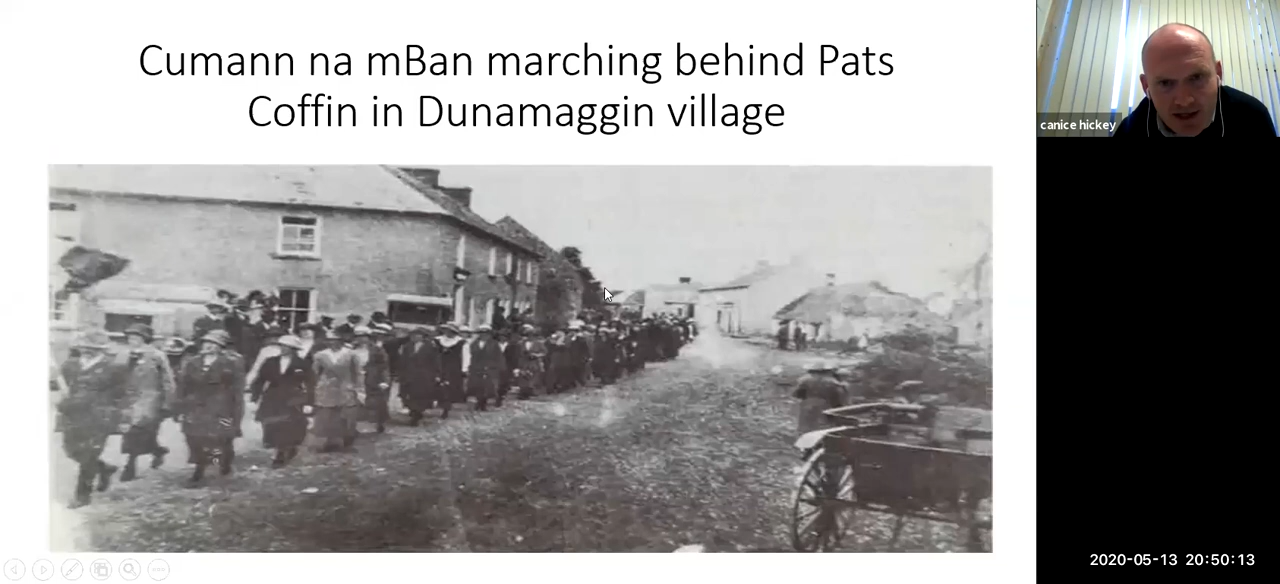 Cumann na mBan marching behind Pats
Coffin in Dunamaggin village
canice hickey
2020-05-13 20:50:13